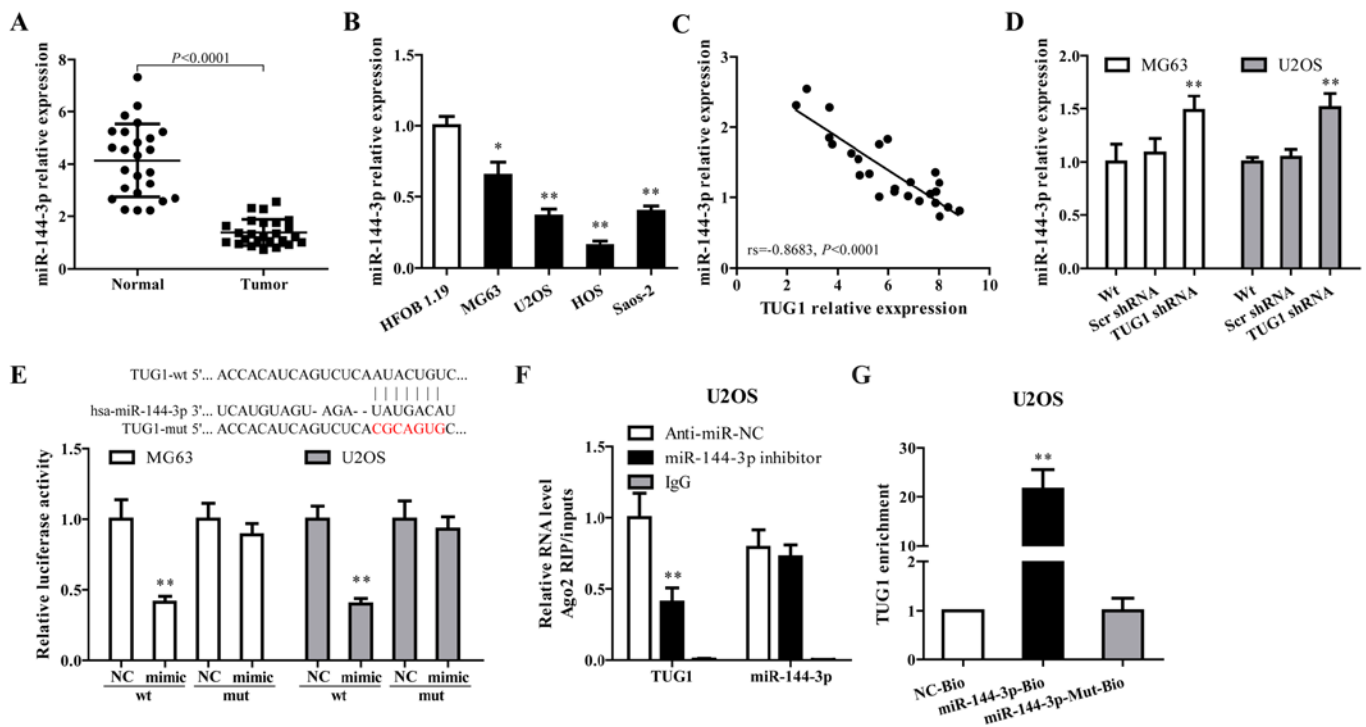 A
miR-144-3p relative expression
8
6
4
2
0
P<0.0001
Normal
Tumor
B
miR-144-3p relative expression
1.5
1.0
0.5
0.0
*
**
**
**
HFOB 1.19
MG63
U2OS
HOS
Saos-2
C
miR-144-3p relative expression
3
2
1
0
rs=-0.8683, P<0.0001
0
2
4
6
8
10
TUG1 relative exxpression
D
miR-144-3p relative expression
2.0
1.5
1.0
0.5
0.0
MG63
U2OS
**
**
Wt
Scr shRNA
TUG1 shRNA
Wt
Scr shRNA
TUG1 shRNA
E
TUG1-wt 5'... ACCACAUCAGUCUCAAUACUGUC...
hsa-miR-144-3p 3'... UCAUGUAGU- AGA- - UAUGACAU
TUG1-mut 5'... ACCACAUCAGUCUCACGCAGUGC...
Relative luciferase activity
1.5
1.0
0.5
0.0
MG63
U2OS
**
**
NC mimic NC mimic NC mimic NC mimic
wt mut wt mut
F
U2OS
Relative RNA level
Ago2 RIP/inputs
1.5
1.0
0.5
0.0
Anti-miR-NC
miR-144-3p inhibitor
IgG
**
TUG1
miR-144-3p
G
U2OS
TUG1 enrichment
30
20
10
2
1
0
**
NC-Bio
miR-144-3p-Bio
miR-144-3p-Mut-Bio